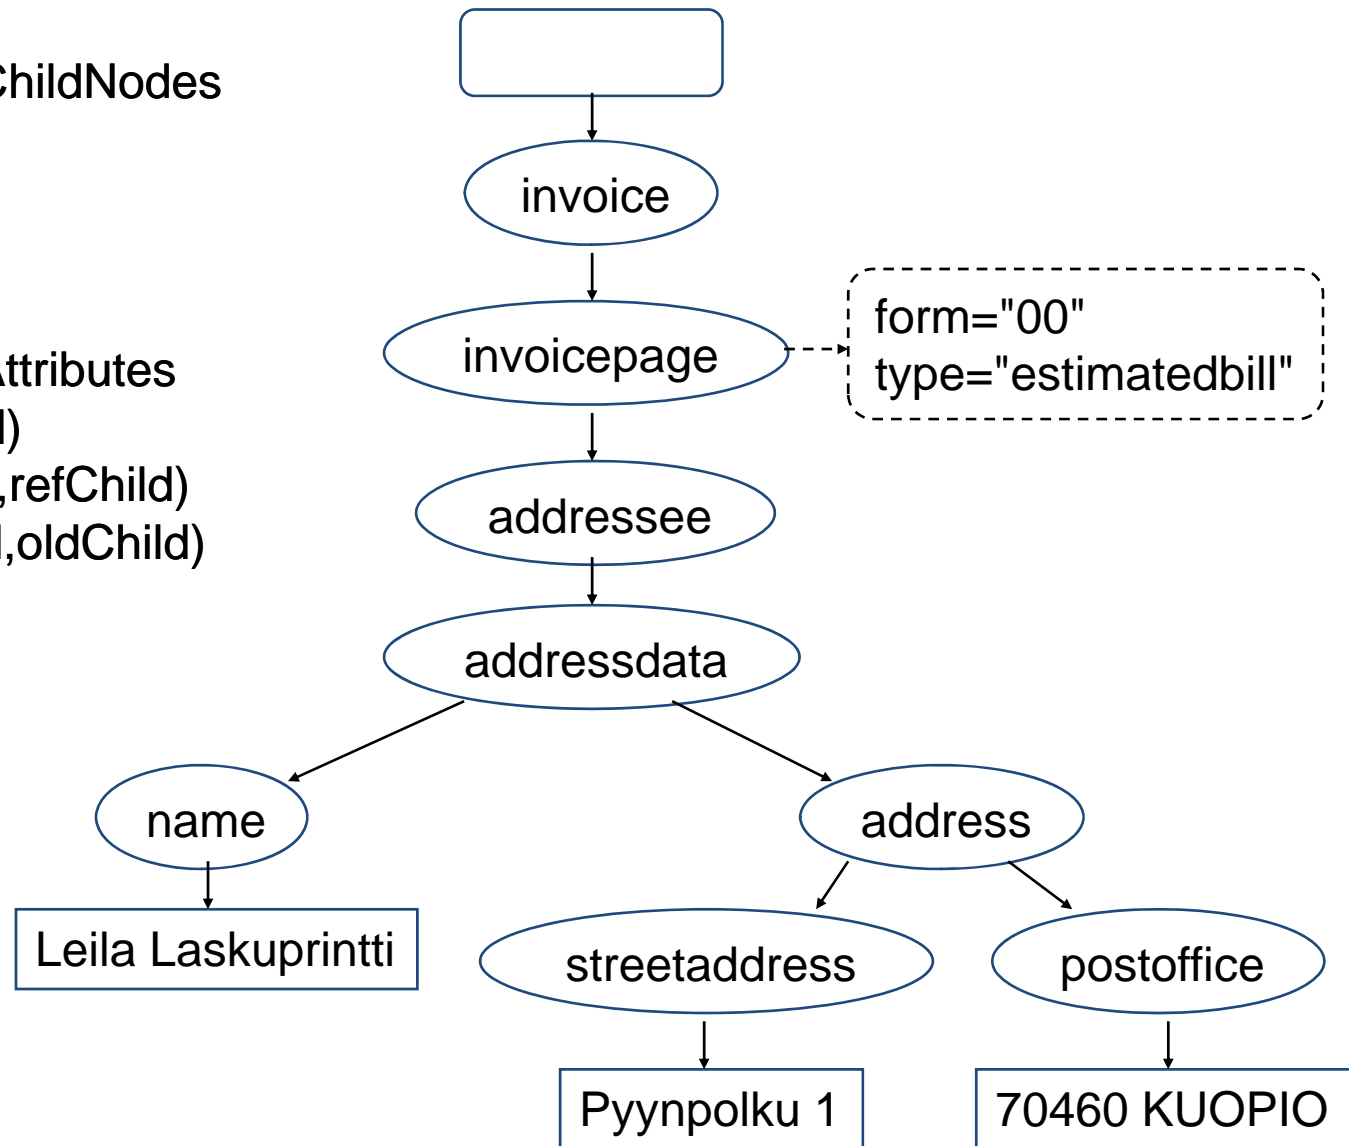 ChildNodes
Attributes
d)
,refChild)
d,oldChild)
invoice
invoicepage
form="00"
type="estimatedbill"
addressee
addressdata
name
address
Leila Laskuprintti
streetaddress
postoffice
Pyynpolku 1
70460 KUOPIO